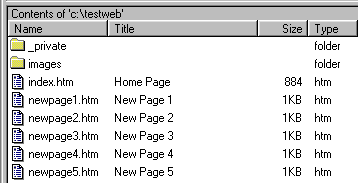 Contents of 'c:\testweb'
Name Title Size Type
_private folder
images folder
index.htm Home Page 884 htm
newpage1.htm New Page 1 1KB htm
newpage2.htm New Page 2 1KB htm
newpage3.htm New Page 3 1KB htm
newpage4.htm New Page 4 1KB htm
newpage5.htm New Page 5 1KB htm